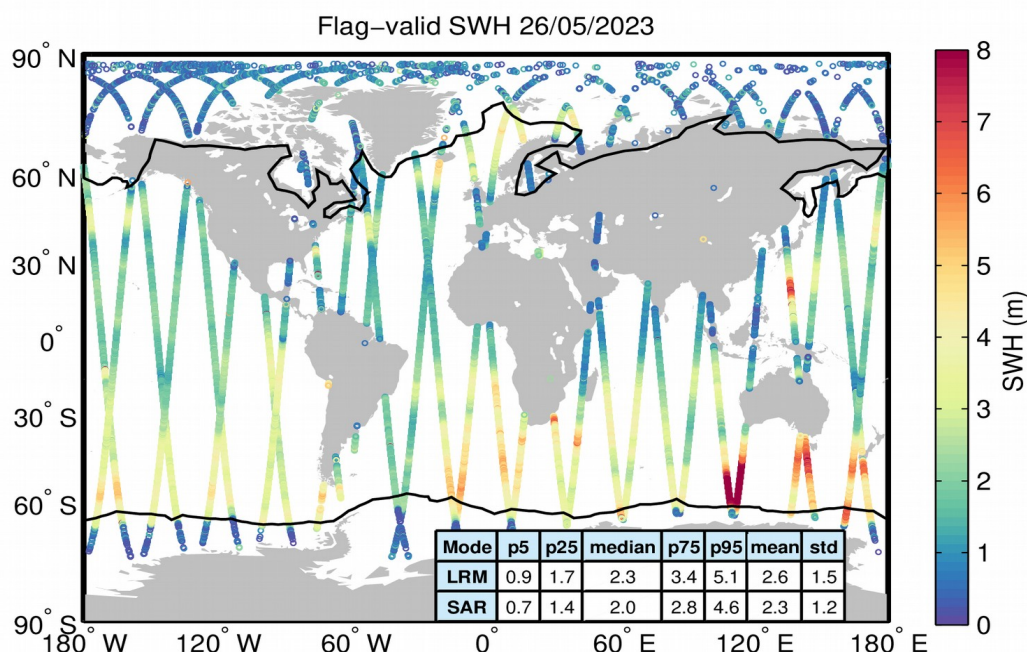 Flag−valid SWH 26/05/2023
90° N
60° N
30° N
0°
30° S
60° S
90° S
180° W
120° W
60° W
0°
60° E
120° E
180° E
Mode p5 p25 median p75 p95 mean std
LRM 0.9 1.7 2.3 3.4 5.1 2.6 1.5
SAR 0.7 1.4 2.0 2.8 4.6 2.3 1.2
8
7
6
5
4
3
2
1
0
SWH (m)